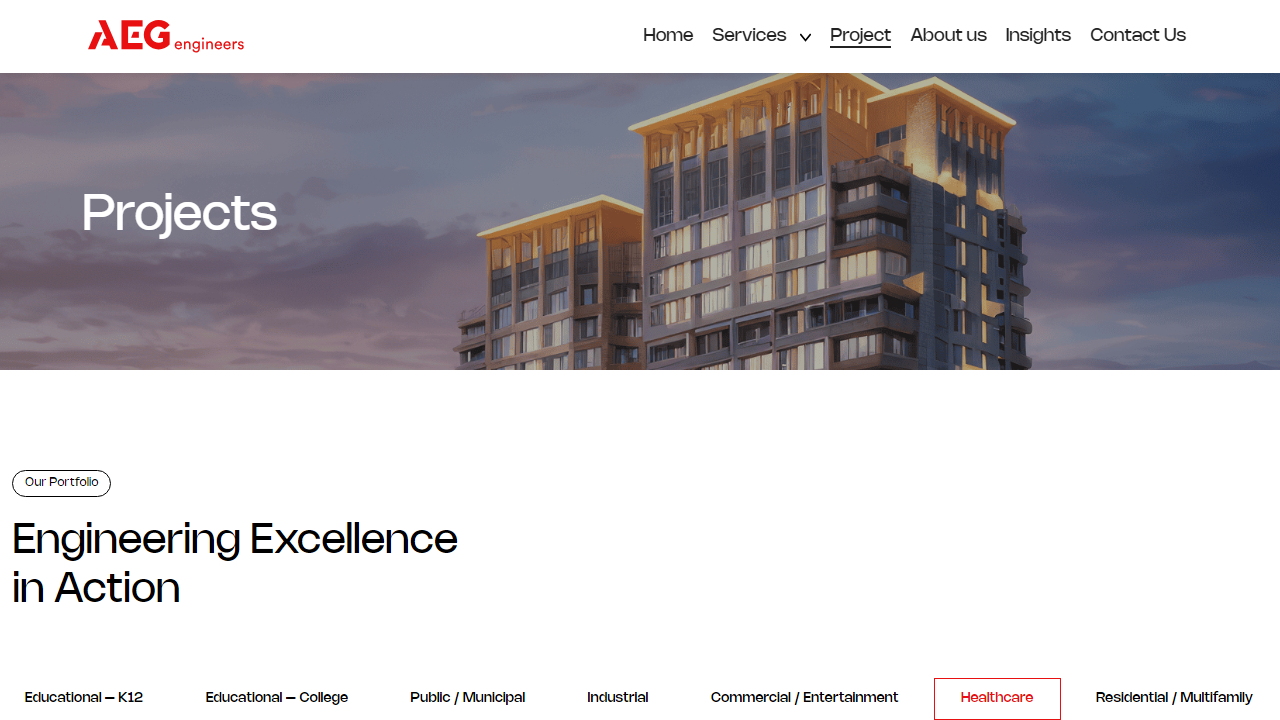 AEG engineers
Home Services Project About us Insights Contact Us
Projects
Our Portfolio
Engineering Excellence
in Action
Educational – K12 Educational – College Public / Municipal Industrial Commercial / Entertainment Healthcare Residential / Multifamily